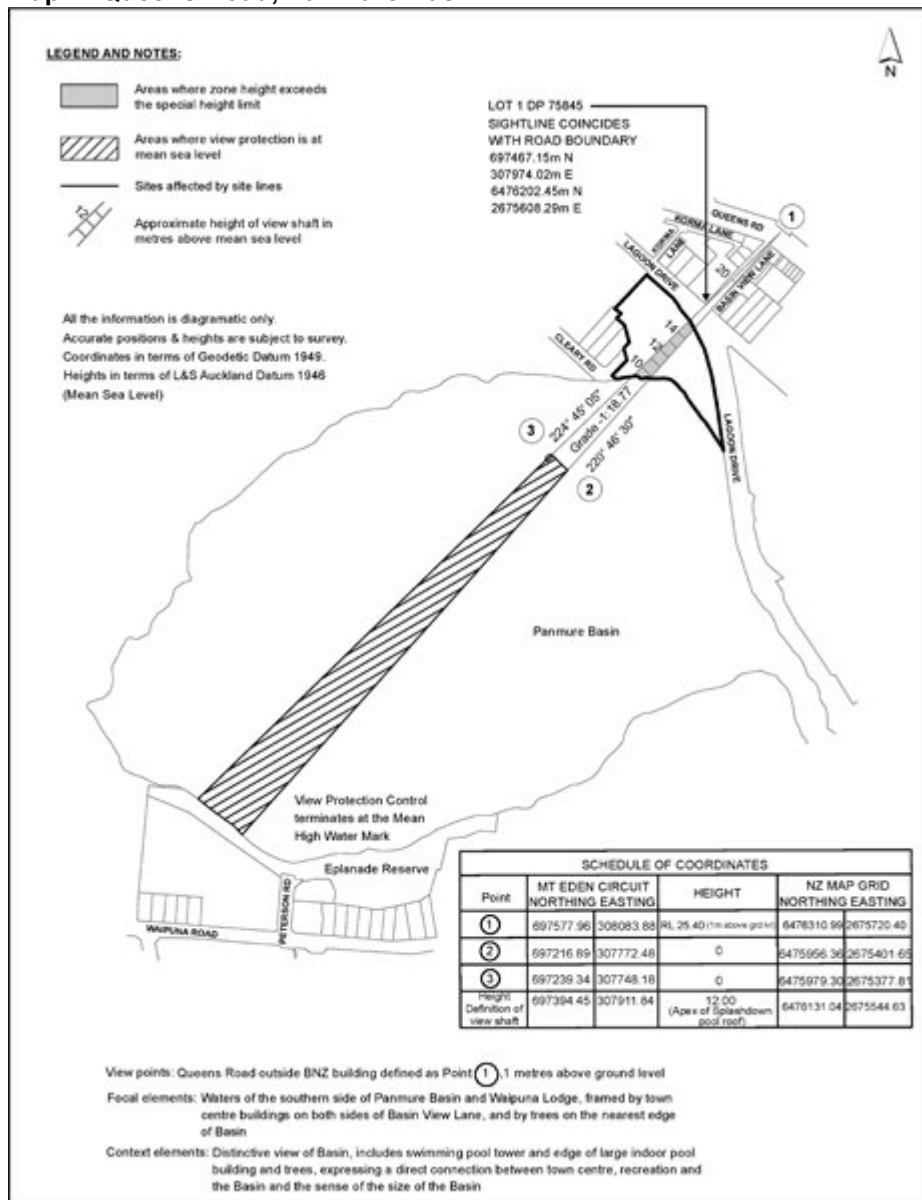 LEGEND AND NOTES:
Areas where zone height exceeds
the special height limit
Areas where view protection is at
mean sea level
Sites affected by site lines
12
Approximate height of view shaft in
metres above mean sea level
All the information is diagramatic only.
Accurate positions & heights are subject to survey.
Coordinates in terms of Geodetic Datum 1949.
Heights in terms of L&S Auckland Datum 1946
(Mean Sea Level)
N
LOT 1 DP 75845
SIGHTLINE COINCIDES
WITH ROAD BOUNDARY
697467.15m N
307974.02m E
6476202.45m N
2675608.29m E
1
QUEENS RD
KORMA LANE
KORMA
LANE
LAGOON DRIVE
20
BASIN VIEW LANE
14
12
10
CLEARY RD
LAGOON DRIVE
3
224° 45' 05"
Grade -1:18.77
220° 46' 30"
2
Panmure Basin
View Protection Control
terminates at the Mean
High Water Mark
Eplanade Reserve
PETERSON RD
WAIPUNA ROAD
SCHEDULE OF COORDINATES
Point MT EDEN CIRCUIT NORTHING EASTING HEIGHT NZ MAP GRID NORTHING EASTING
1 697577.96 308083.88 RL 25.40 (1m above grd lvl) 6476310.99 2675720.40
2 697216.89 307772.48 0 6475956.36 2675401.65
3 697239.34 307748.18 0 6475979.30 2675377.81
Height Definition of view shaft 697394.45 307911.84 12.00 (Apex of Splashdown pool roof) 6476131.04 2675544.63
View points: Queens Road outside BNZ building defined as Point 1 ,1 metres above ground level
Focal elements: Waters of the southern side of Panmure Basin and Waipuna Lodge, framed by town
centre buildings on both sides of Basin View Lane, and by trees on the nearest edge
of Basin
Context elements: Distinctive view of Basin, includes swimming pool tower and edge of large indoor pool
building and trees, expressing a direct connection between town centre, recreation and
the Basin and the sense of the size of the Basin